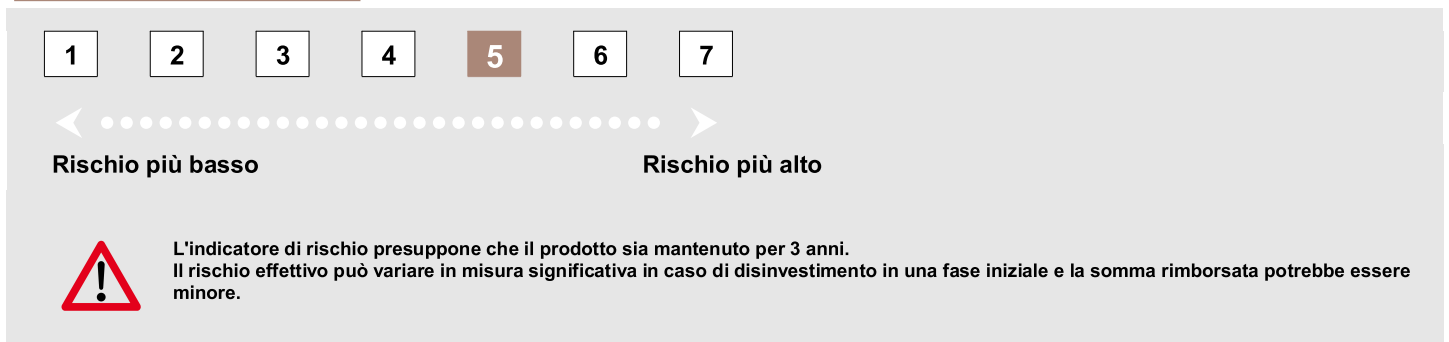 1 2 3 4 5 6 7
Rischio più basso Rischio più alto
L'indicatore di rischio presuppone che il prodotto sia mantenuto per 3 anni.
Il rischio effettivo può variare in misura significativa in caso di disinvestimento in una fase iniziale e la somma rimborsata potrebbe essere
minore.